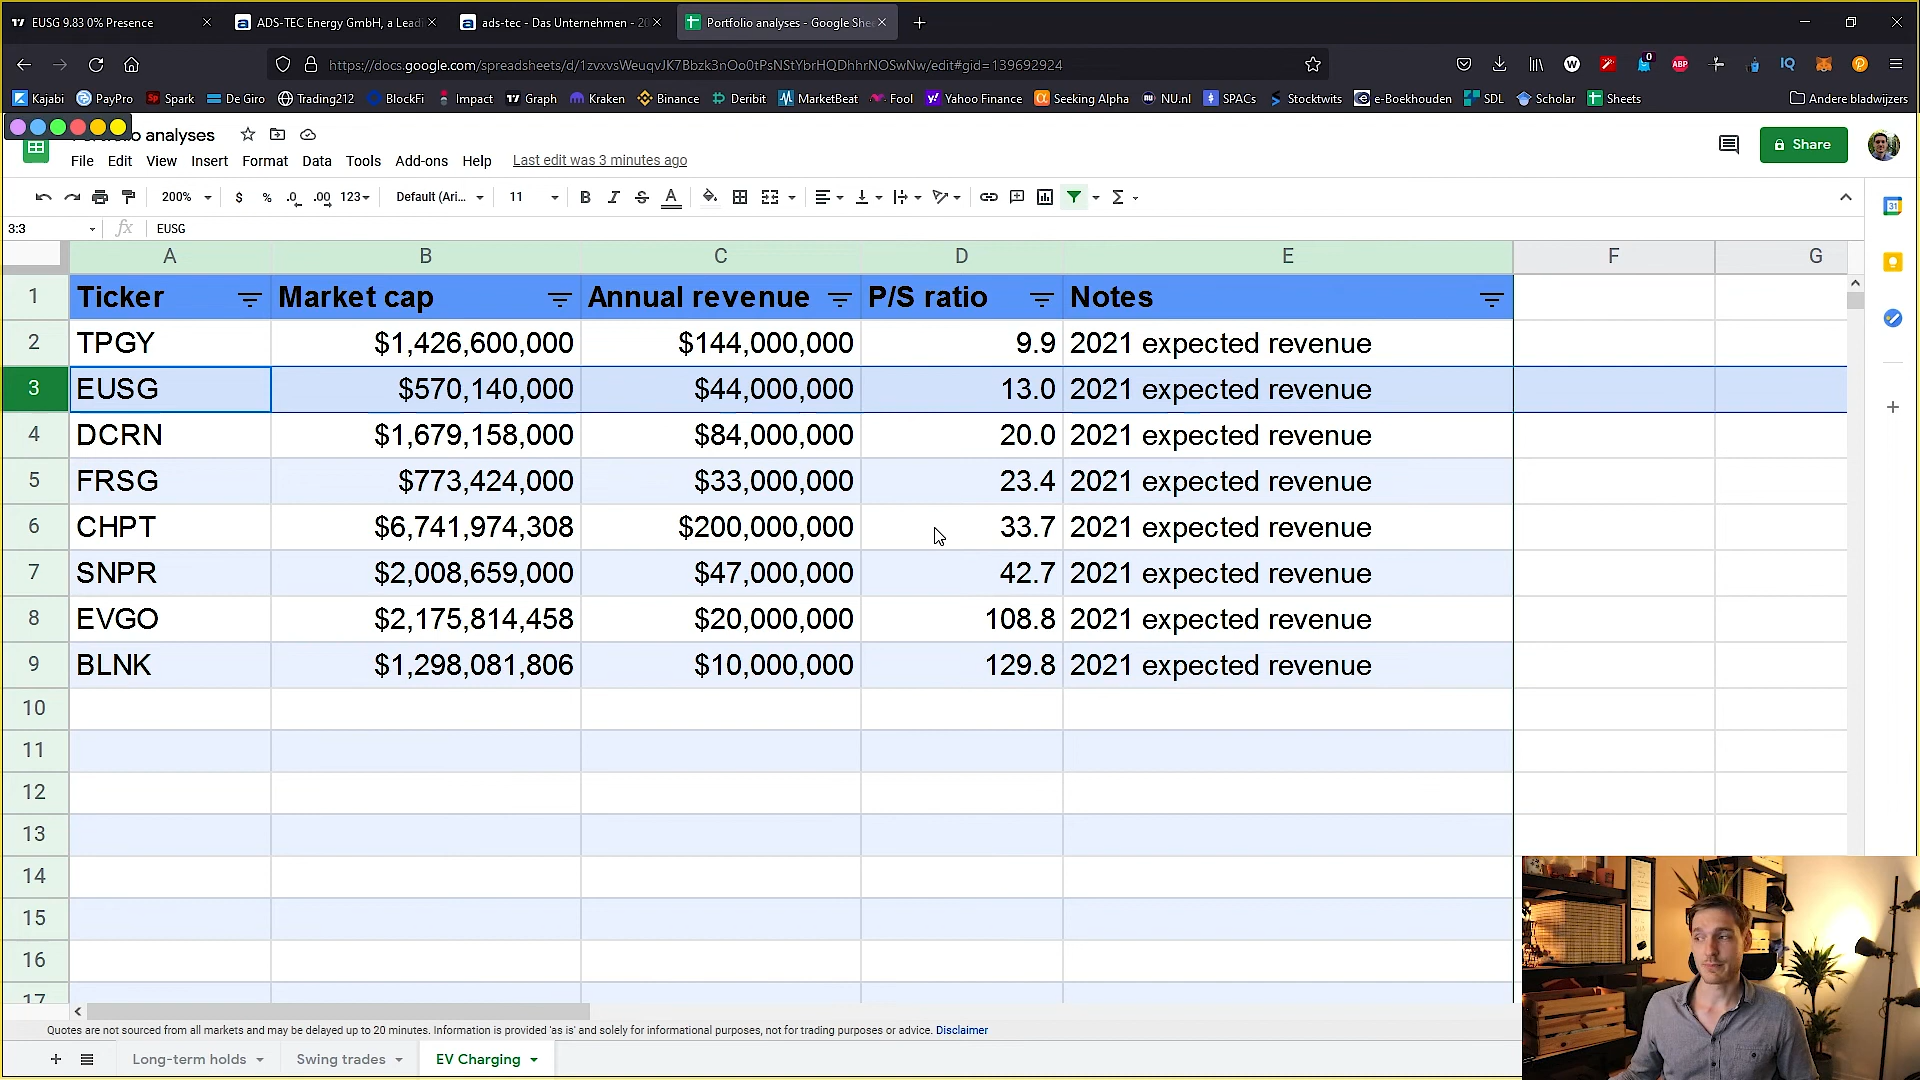 EUSG 9.83 0% Presence
ADS-TEC Energy GmbH, a Leadi
ads-tec - Das Unternehmen - 20
Portfolio analyses - Google Shee
https://docs.google.com/spreadsheets/d/1zvxvsWeuqvJK7Bbzk3nOo0tPsNStYbrHQDhhrNOSwNw/edit#gid=139692924
Kajabi PayPro Spark De Giro Trading212 BlockFi Impact Graph Kraken Binance Deribit MarketBeat Fool Yahoo Finance Seeking Alpha NU.nl SPACs Stocktwits e-Boekhouden SDL Scholar Sheets Andere bladwijzers
analyses
Share
File Edit View Insert Format Data Tools Add-ons Help Last edit was 3 minutes ago
200% $ % .0 .00 123 Default (Ari... 11 B I S A
3:3 fx EUSG
A B C D E F G
1 Ticker Market cap Annual revenue P/S ratio Notes
2 TPGY $1,426,600,000 $144,000,000 9.9 2021 expected revenue
3 EUSG $570,140,000 $44,000,000 13.0 2021 expected revenue
4 DCRN $1,679,158,000 $84,000,000 20.0 2021 expected revenue
5 FRSG $773,424,000 $33,000,000 23.4 2021 expected revenue
6 CHPT $6,741,974,308 $200,000,000 33.7 2021 expected revenue
7 SNPR $2,008,659,000 $47,000,000 42.7 2021 expected revenue
8 EVGO $2,175,814,458 $20,000,000 108.8 2021 expected revenue
9 BLNK $1,298,081,806 $10,000,000 129.8 2021 expected revenue
10
11
12
13
14
15
16
17
Quotes are not sourced from all markets and may be delayed up to 20 minutes. Information is provided 'as is' and solely for informational purposes, not for trading purposes or advice. Disclaimer
Long-term holds Swing trades EV Charging